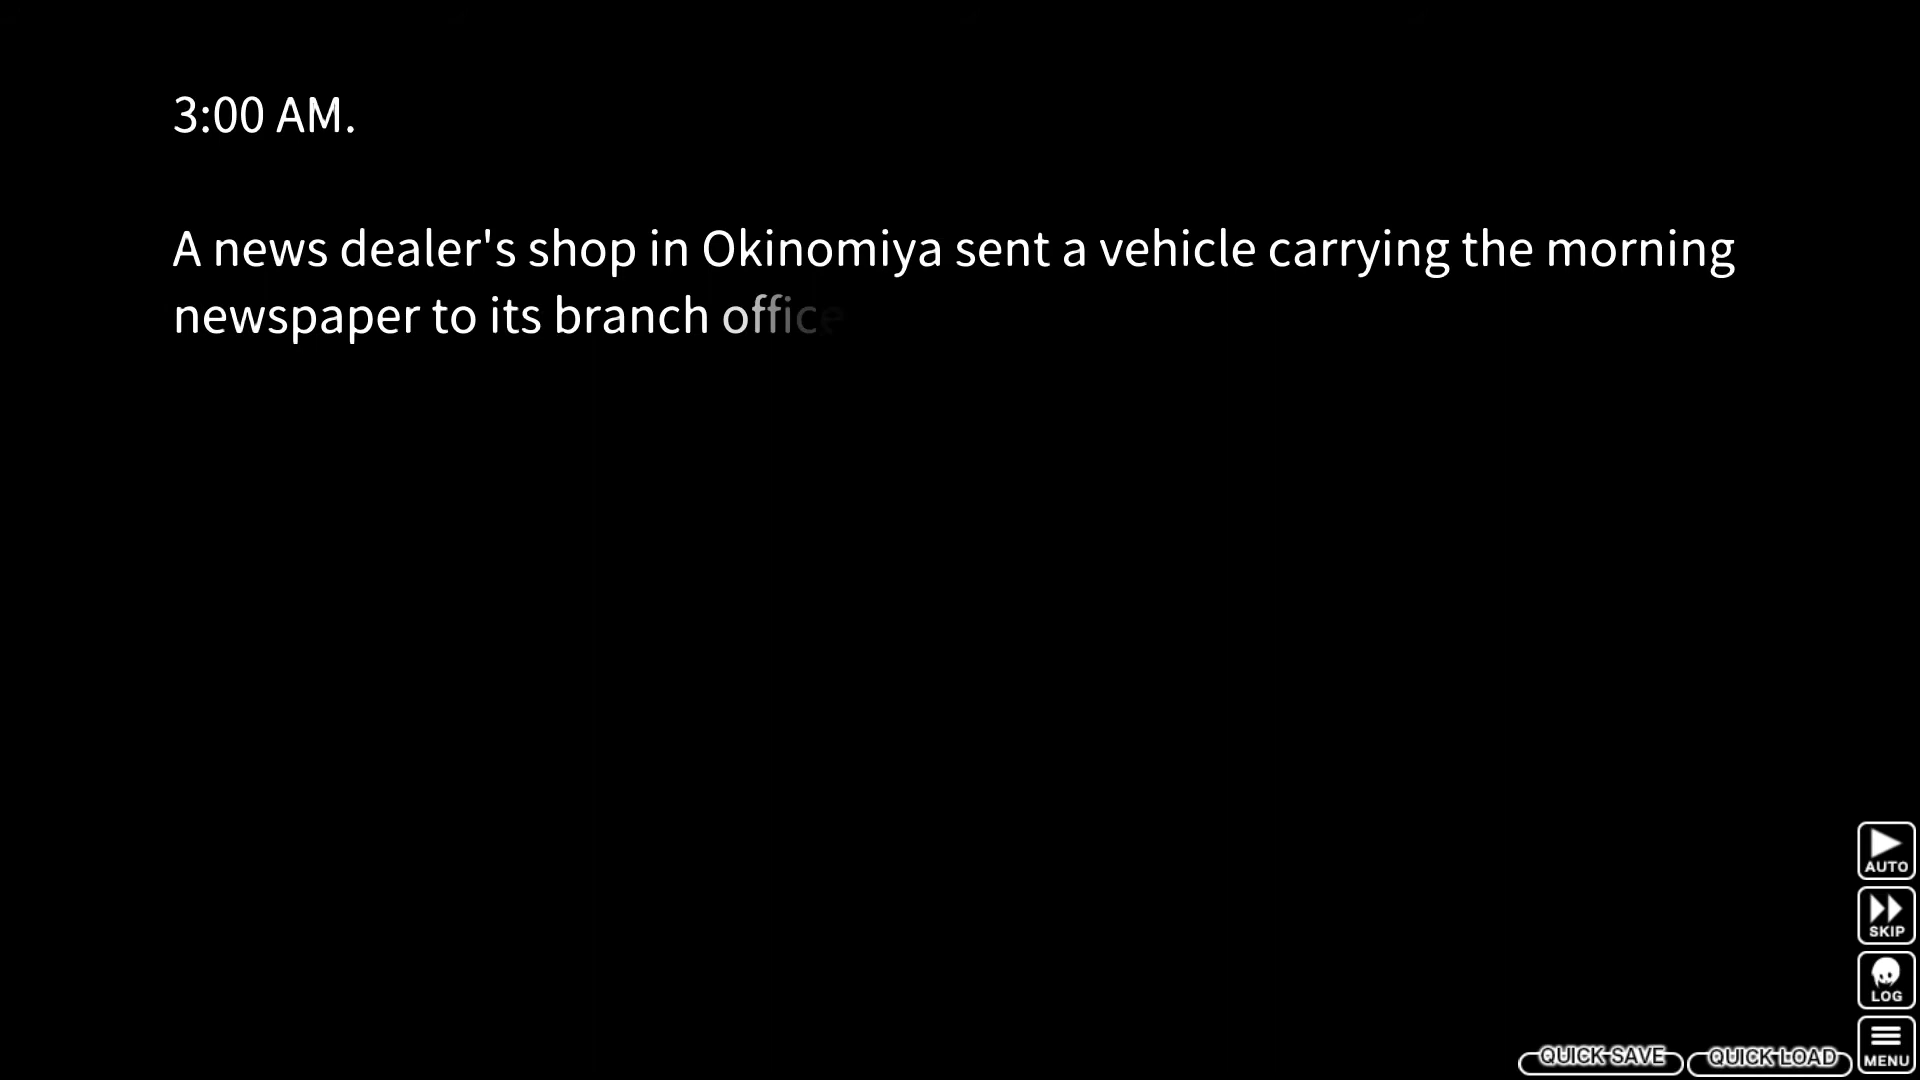 3:00 AM.
A news dealer's shop in Okinomiya sent a vehicle carrying the morning
newspaper to its branch office
AUTO
SKIP
LOG
MENU
QUICK SAVE
QUICK LOAD